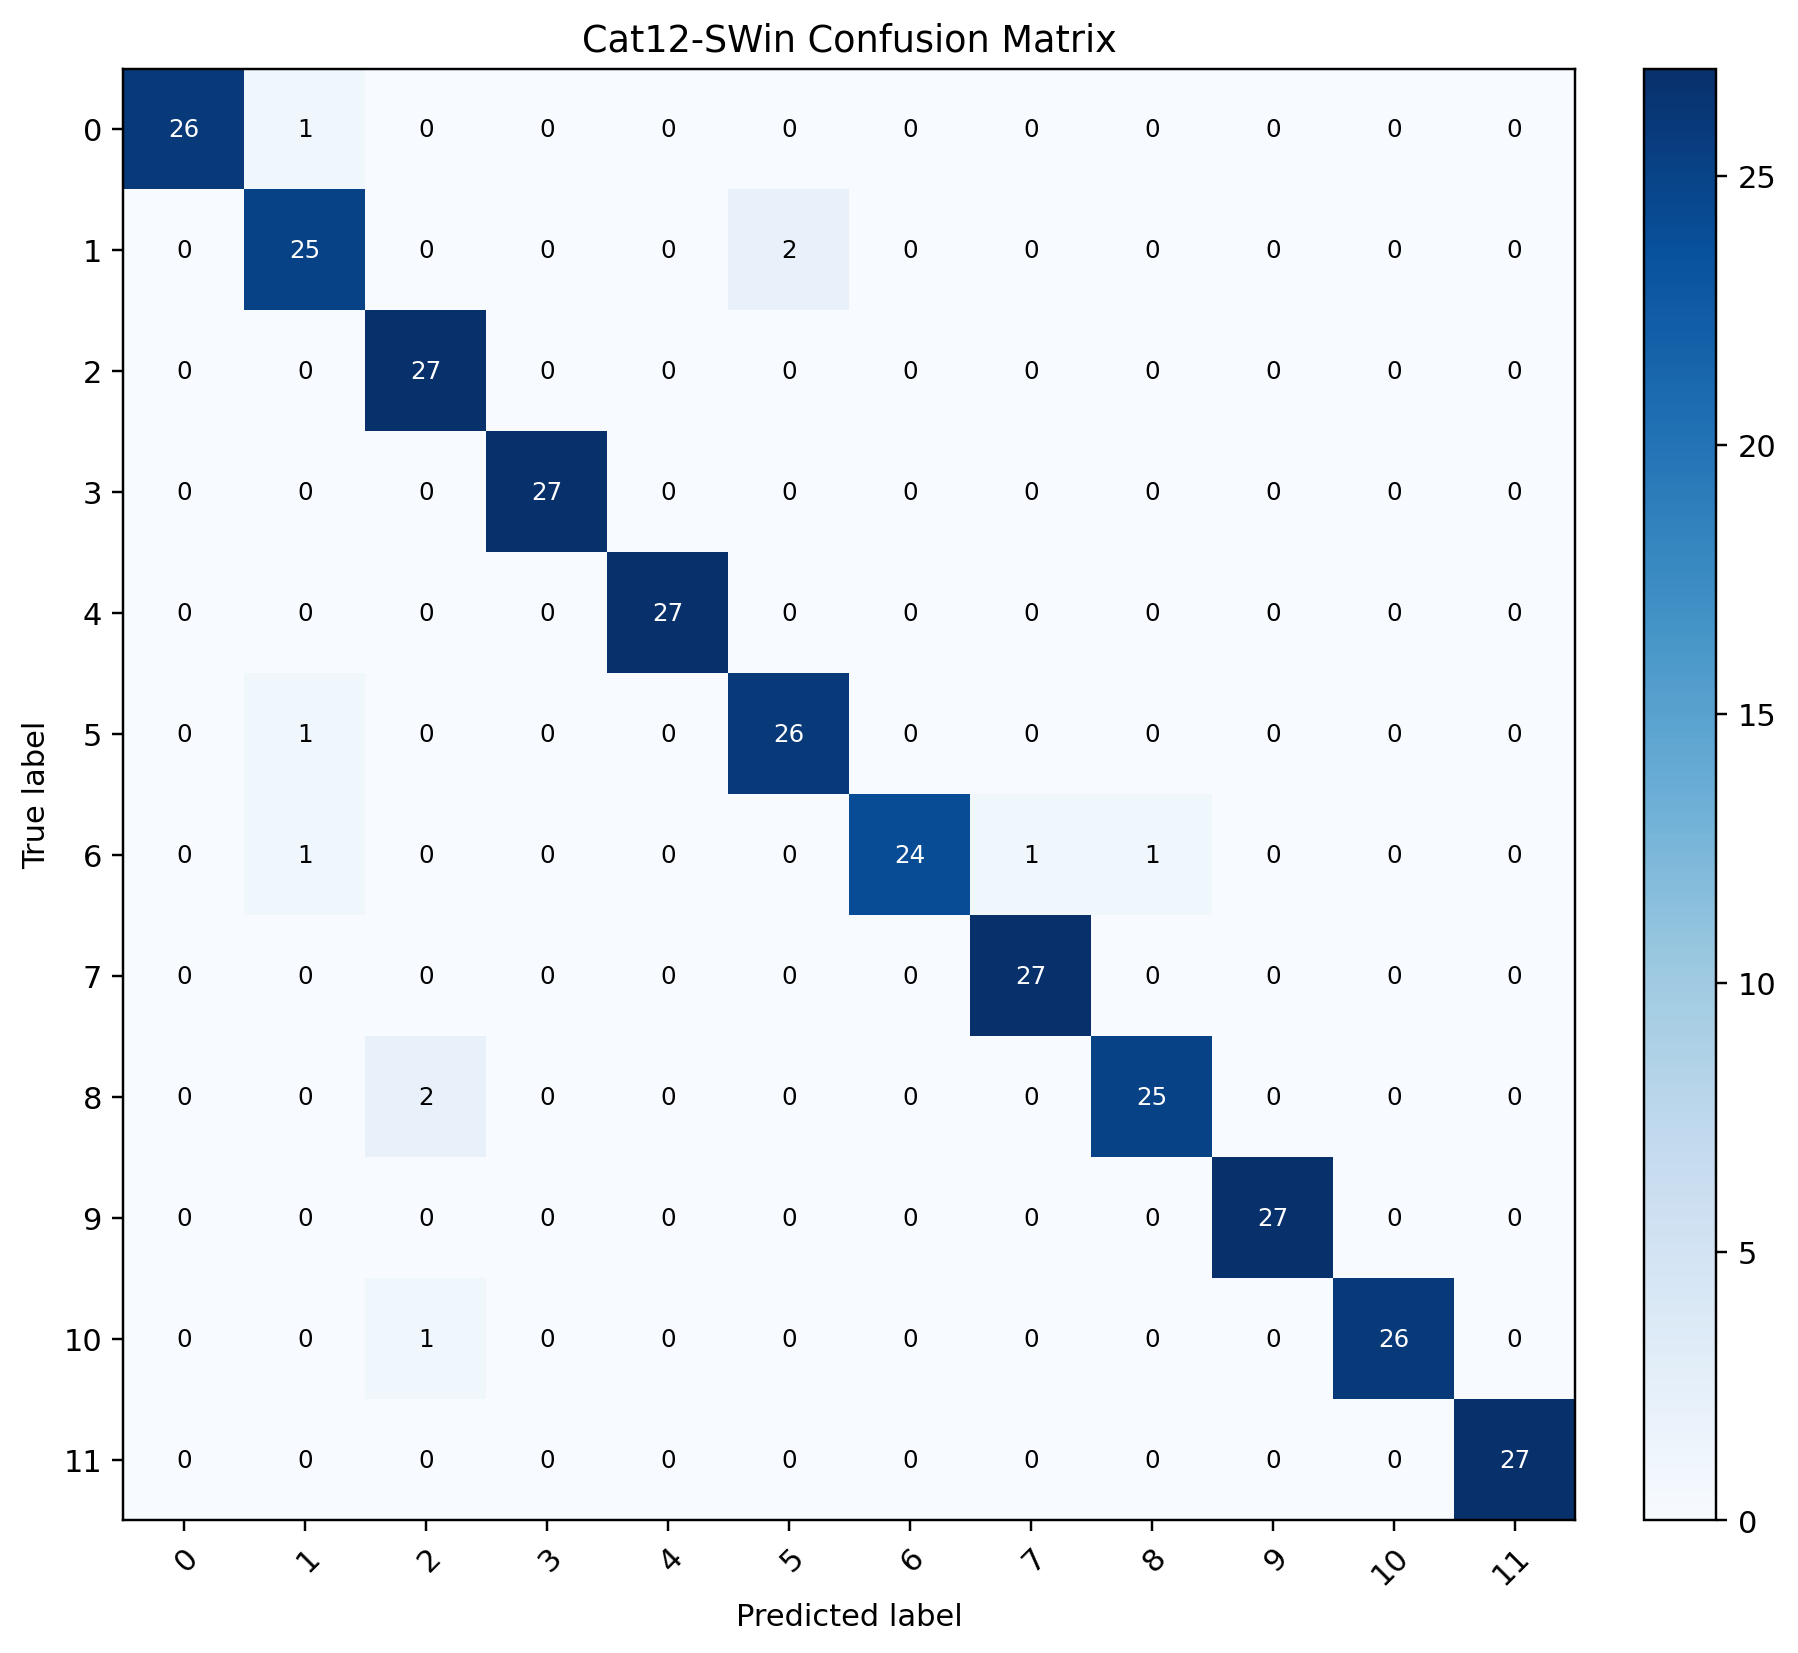 Cat12-SWin Confusion Matrix
0 26 1 0 0 0 0 0 0 0 0 0 0
1 0 25 0 0 0 2 0 0 0 0 0 0
2 0 0 27 0 0 0 0 0 0 0 0 0
3 0 0 0 27 0 0 0 0 0 0 0 0
4 0 0 0 0 27 0 0 0 0 0 0 0
5 0 1 0 0 0 26 0 0 0 0 0 0
6 0 1 0 0 0 0 24 1 1 0 0 0
7 0 0 0 0 0 0 0 27 0 0 0 0
8 0 0 2 0 0 0 0 0 25 0 0 0
9 0 0 0 0 0 0 0 0 0 27 0 0
10 0 0 1 0 0 0 0 0 0 0 26 0
11 0 0 0 0 0 0 0 0 0 0 0 27
0 1 2 3 4 5 6 7 8 9 10 11
Predicted label
True label
25
20
15
10
5
0